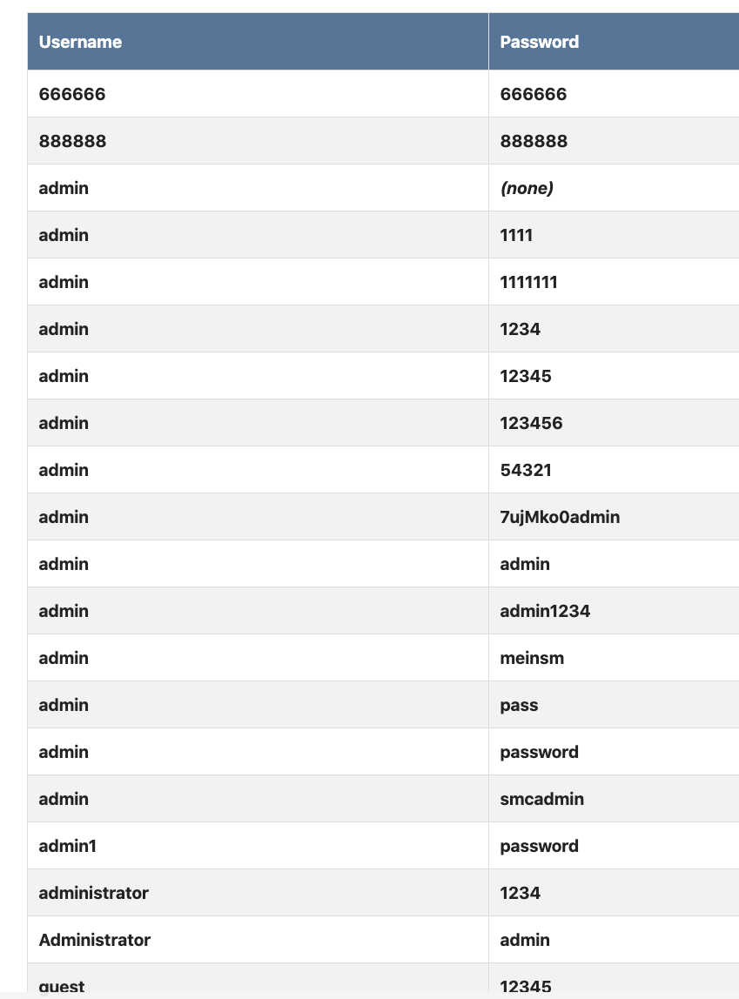 Username Password
666666 666666
888888 888888
admin (none)
admin 1111
admin 1111111
admin 1234
admin 12345
admin 123456
admin 54321
admin 7ujMko0admin
admin admin
admin admin1234
admin meinsm
admin pass
admin password
admin smcadmin
admin1 password
administrator 1234
Administrator admin
guest 12345